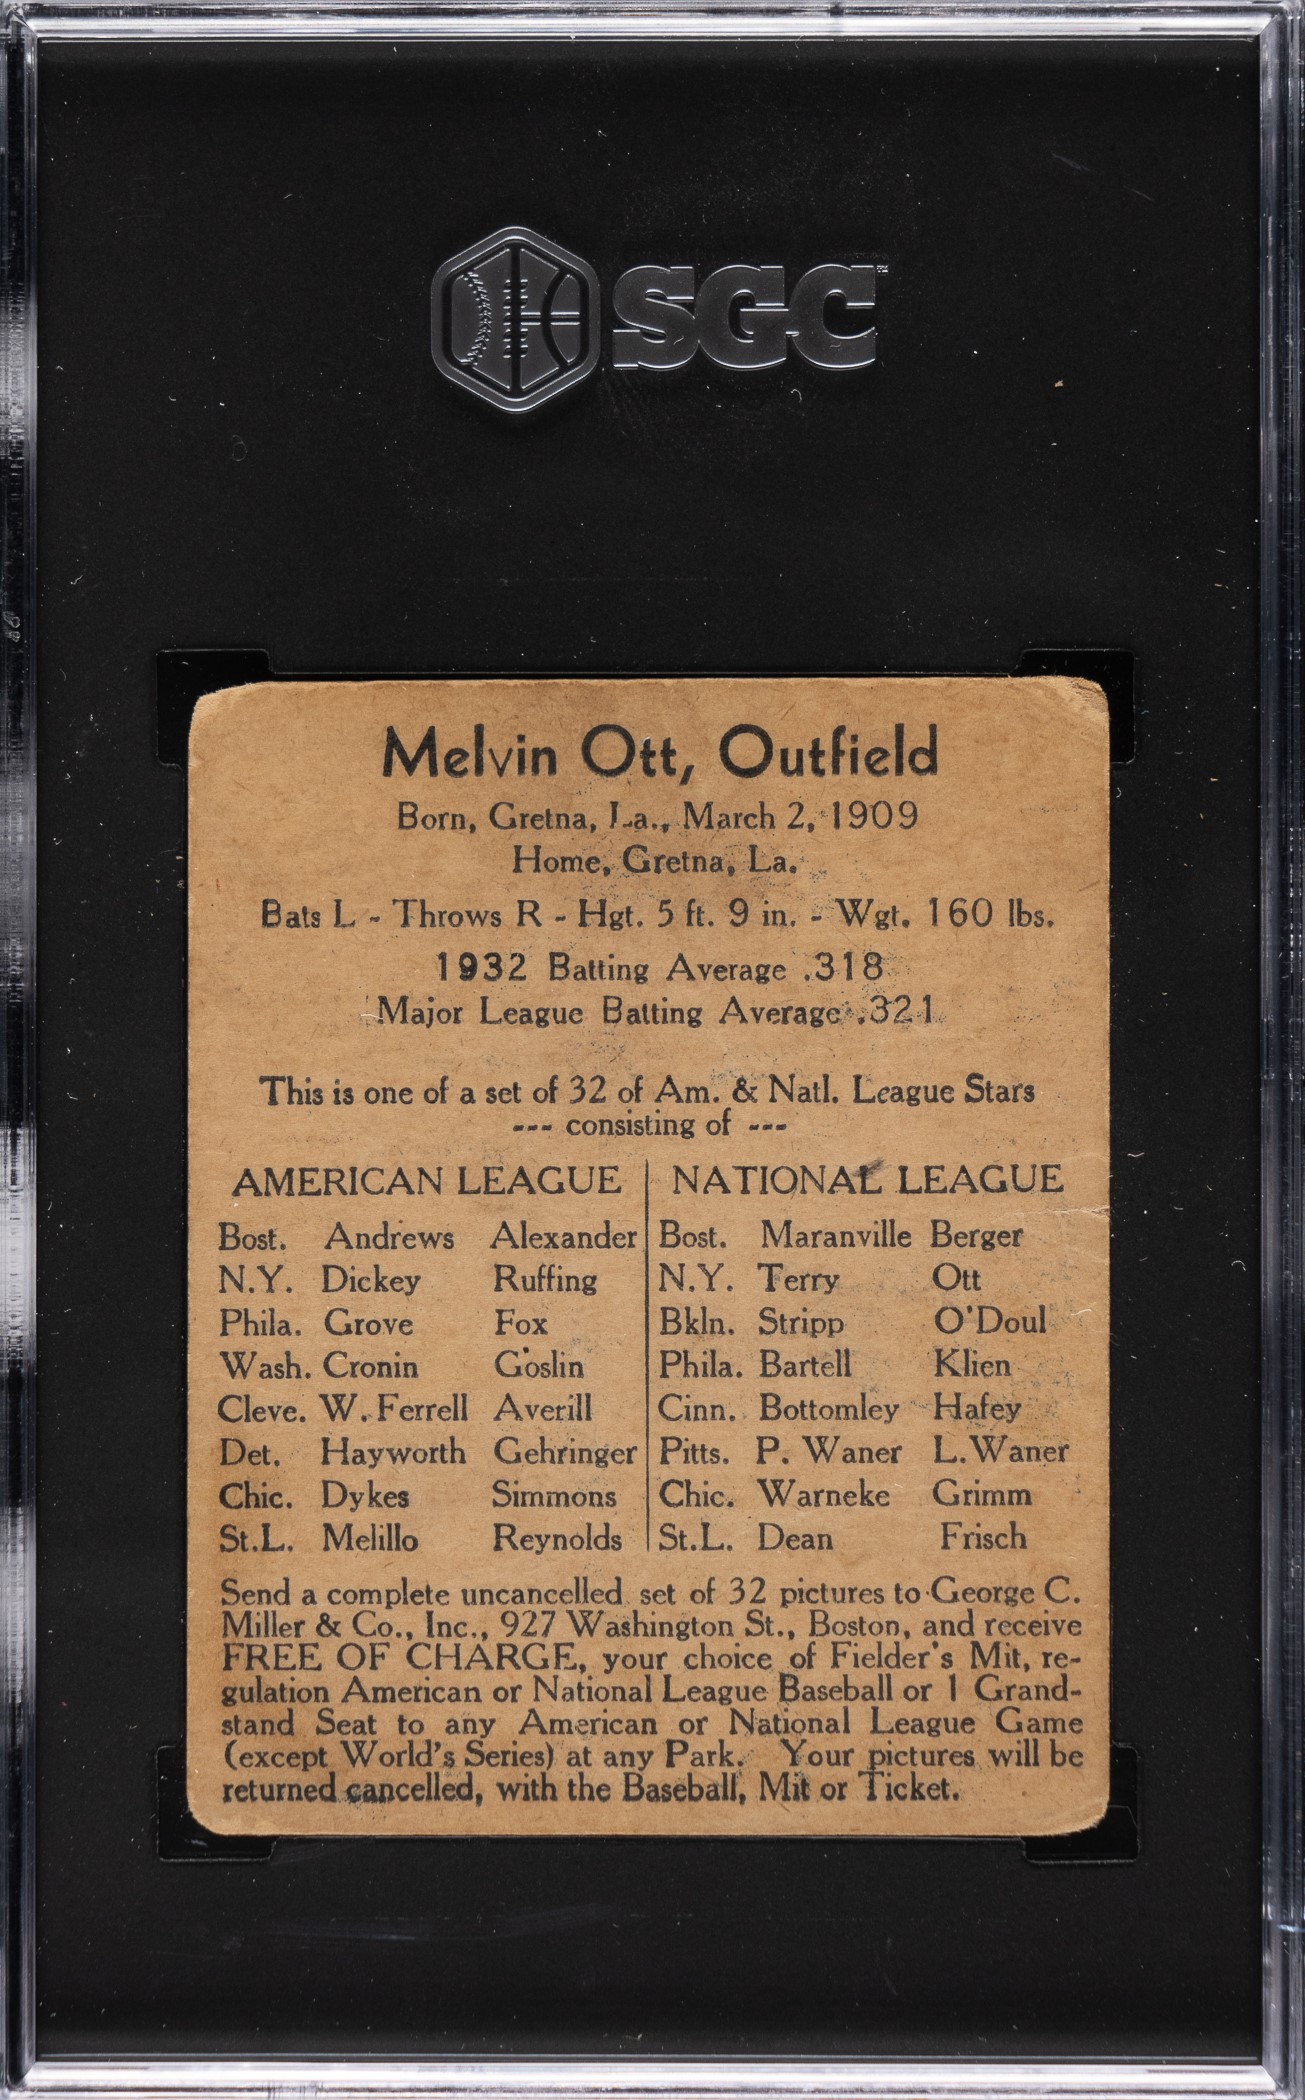 SGC™
Melvin Ott, Outfield
Born, Gretna, La., March 2, 1909
Home, Gretna, La.
Bats L - Throws R - Hgt. 5 ft. 9 in. - Wgt. 160 lbs.
1932 Batting Average .318
Major League Batting Average .321
This is one of a set of 32 of Am. & Natl. League Stars
--- consisting of ---
AMERICAN LEAGUE | NATIONAL LEAGUE
Bost. Andrews Alexander | Bost. Maranville Berger
N.Y. Dickey Ruffing | N.Y. Terry Ott
Phila. Grove Fox | Bkln. Stripp O'Doul
Wash. Cronin Goslin | Phila. Bartell Klien
Cleve. W. Ferrell Averill | Cinn. Bottomley Hafey
Det. Hayworth Gehringer | Pitts. P. Waner L. Waner
Chic. Dykes Simmons | Chic. Warneke Grimm
St.L. Melillo Reynolds | St.L. Dean Frisch
Send a complete uncancelled set of 32 pictures to George C.
Miller & Co., Inc., 927 Washington St., Boston, and receive
FREE OF CHARGE, your choice of Fielder's Mit, re-
gulation American or National League Baseball or 1 Grand-
stand Seat to any American or National League Game
(except World's Series) at any Park. Your pictures will be
returned cancelled, with the Baseball, Mit or Ticket.